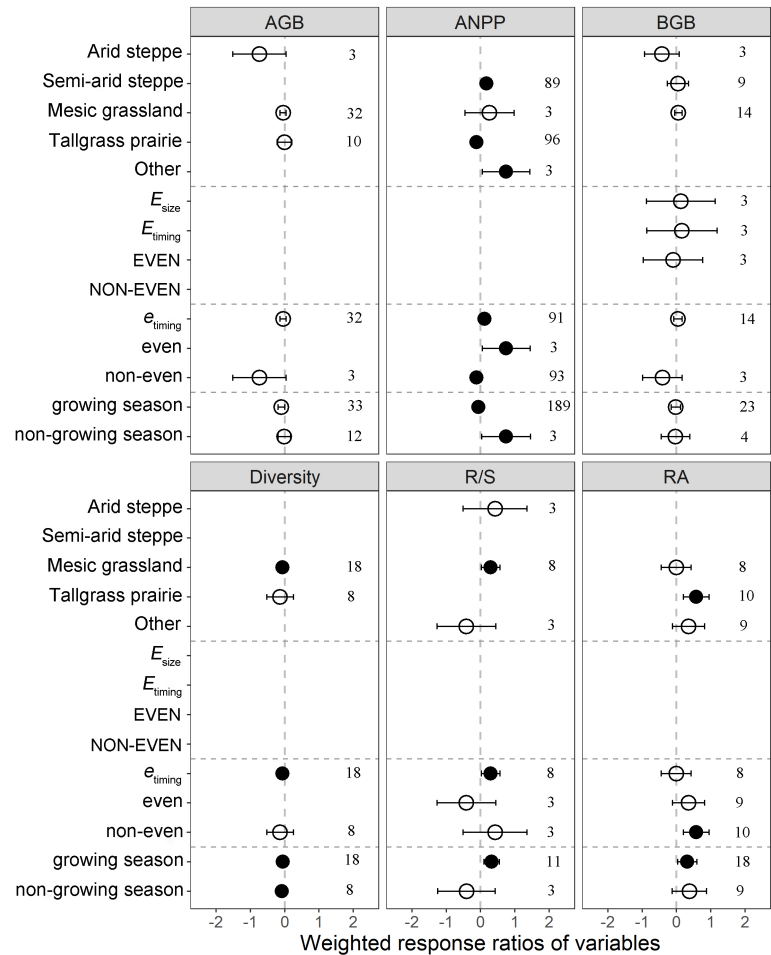 AGB ANPP BGB
Arid steppe 3 3
Semi-arid steppe 89 9
Mesic grassland 32 3 14
Tallgrass prairie 10 96
Other 3
Esize 3
Etiming 3
EVEN 3
NON-EVEN
etiming 32 91 14
even 3
non-even 3 93 3
growing season 33 189 23
non-growing season 12 3 4
Diversity R/S RA
Arid steppe 3
Semi-arid steppe
Mesic grassland 18 8 8
Tallgrass prairie 8 10
Other 3 9
Esize
Etiming
EVEN
NON-EVEN
etiming 18 8 8
even 3 9
non-even 8 3 10
growing season 18 11 18
non-growing season 8 3 9
-2 -1 0 1 2 -2 -1 0 1 2 -2 -1 0 1 2
Weighted response ratios of variables